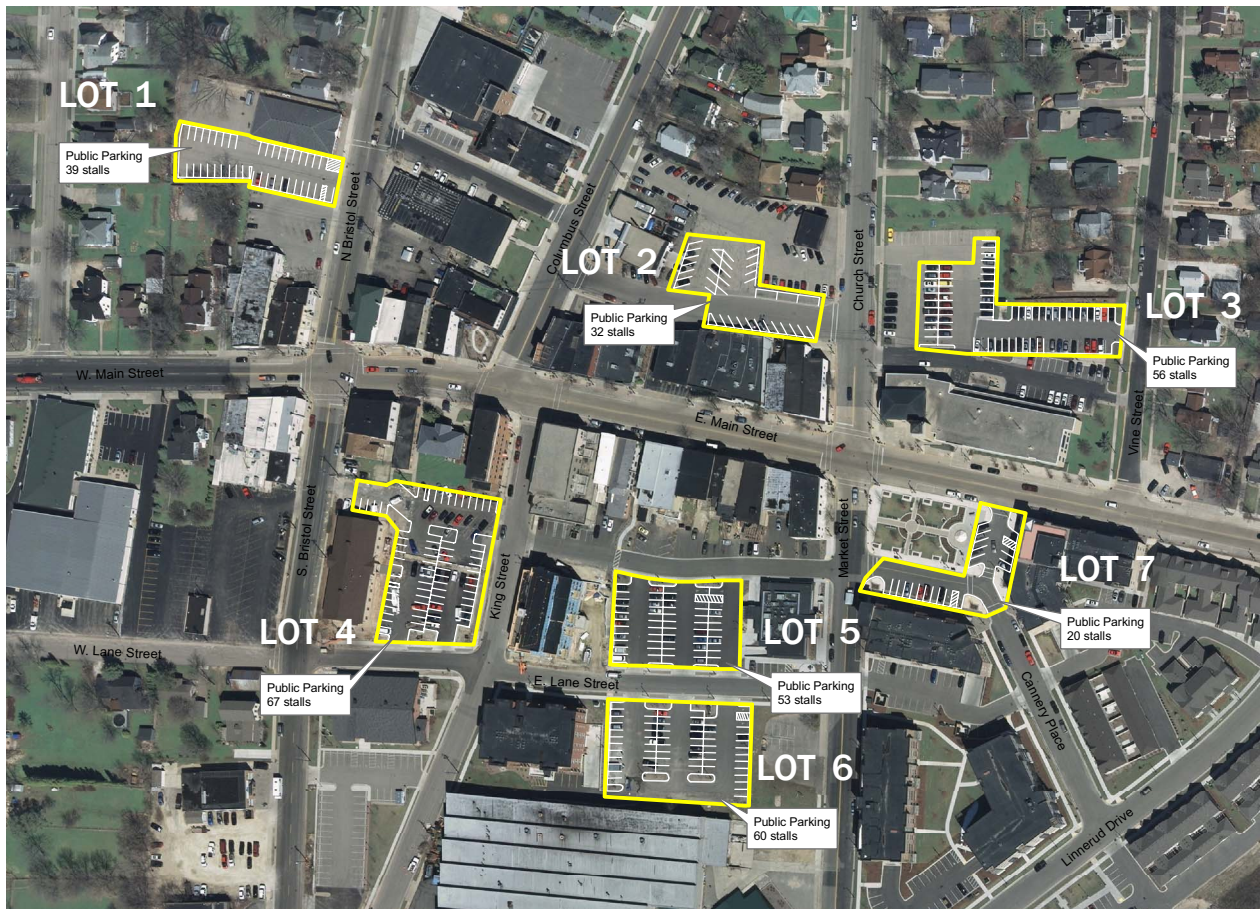 LOT 1
Public Parking
39 stalls
N Bristol Street
Columbus Street
LOT 2
Public Parking
32 stalls
Church Street
LOT 3
Public Parking
56 stalls
Vine Street
W. Main Street
E. Main Street
S. Bristol Street
King Street
Market Street
LOT 4
W. Lane Street
Public Parking
67 stalls
LOT 5
E. Lane Street
Public Parking
53 stalls
LOT 6
Public Parking
60 stalls
LOT 7
Public Parking
20 stalls
Cannery Place
Linnerud Drive